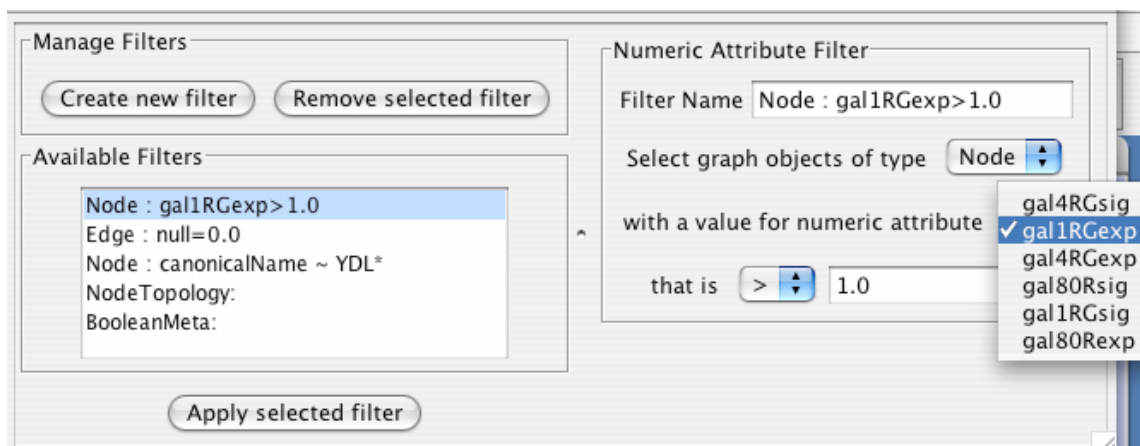 Manage Filters
Create new filter
Remove selected filter
Available Filters
Node : gal1RGexp>1.0
Edge : null=0.0
Node : canonicalName ~ YDL*
NodeTopology:
BooleanMeta:
Apply selected filter
Numeric Attribute Filter
Filter Name Node : gal1RGexp>1.0
Select graph objects of type Node
with a value for numeric attribute
gal4RGsig
✓ gal1RGexp
gal4RGexp
gal80Rsig
gal1RGsig
gal80Rexp
that is > 1.0